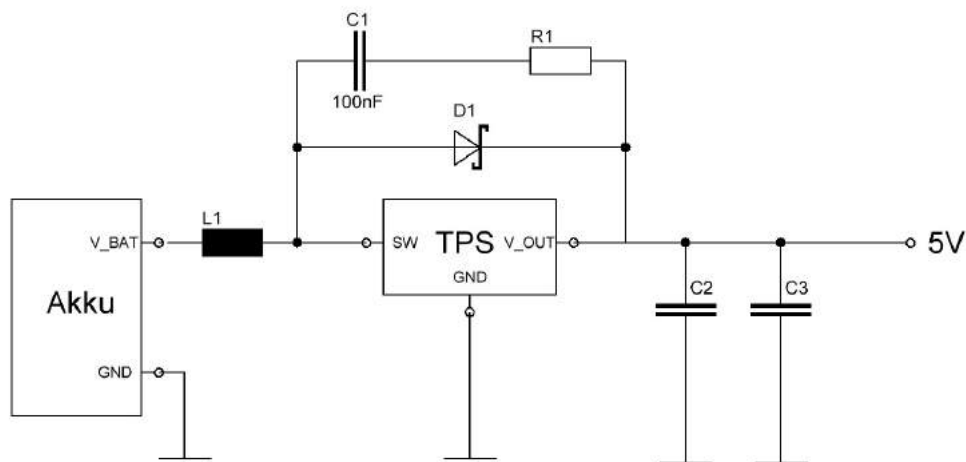 C1
R1
100nF
D1
L1
V_BAT
SW
TPS
V_OUT
5V
GND
Akku
C2
C3
GND